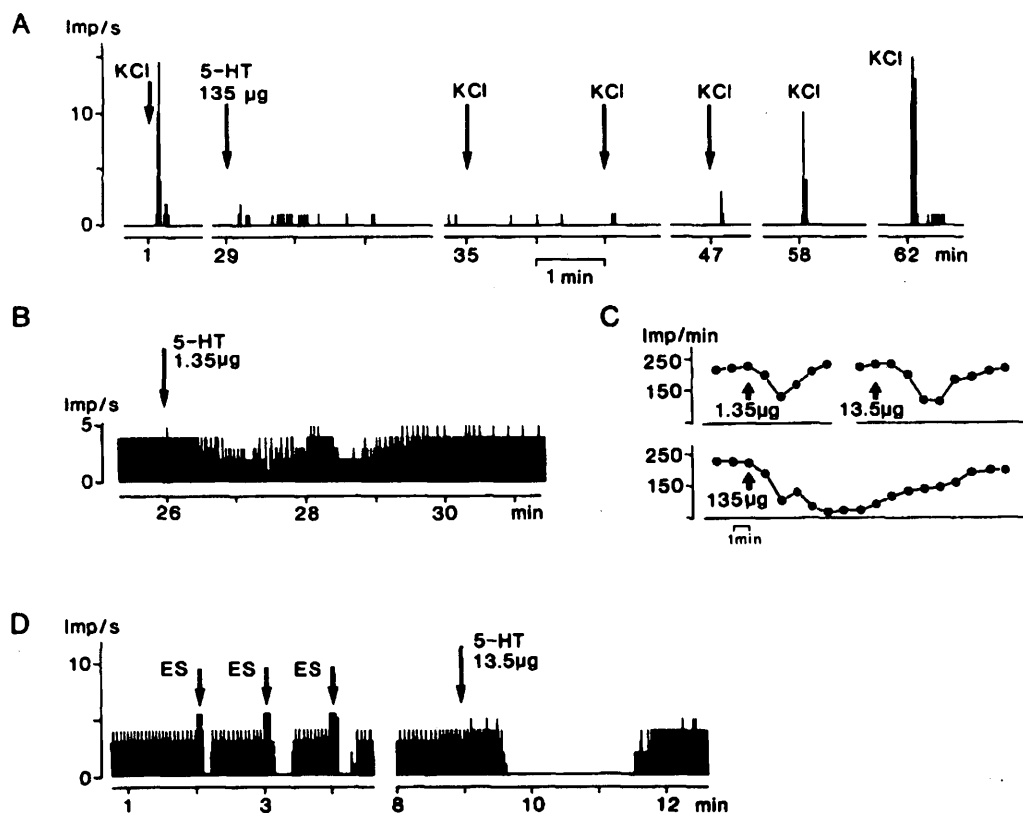 A
Imp/s
KCl
5-HT
135 µg
KCl
KCl
KCl
KCl
KCl
10
0
1
29
35
47
58
62
min
1 min
B
5-HT
1.35µg
Imp/s
5
0
26
28
30
min
C
Imp/min
250
150
1.35µg
13.5µg
250
150
135µg
1min
D
Imp/s
10
0
ES
ES
ES
5-HT
13.5µg
1
3
8
10
12
min